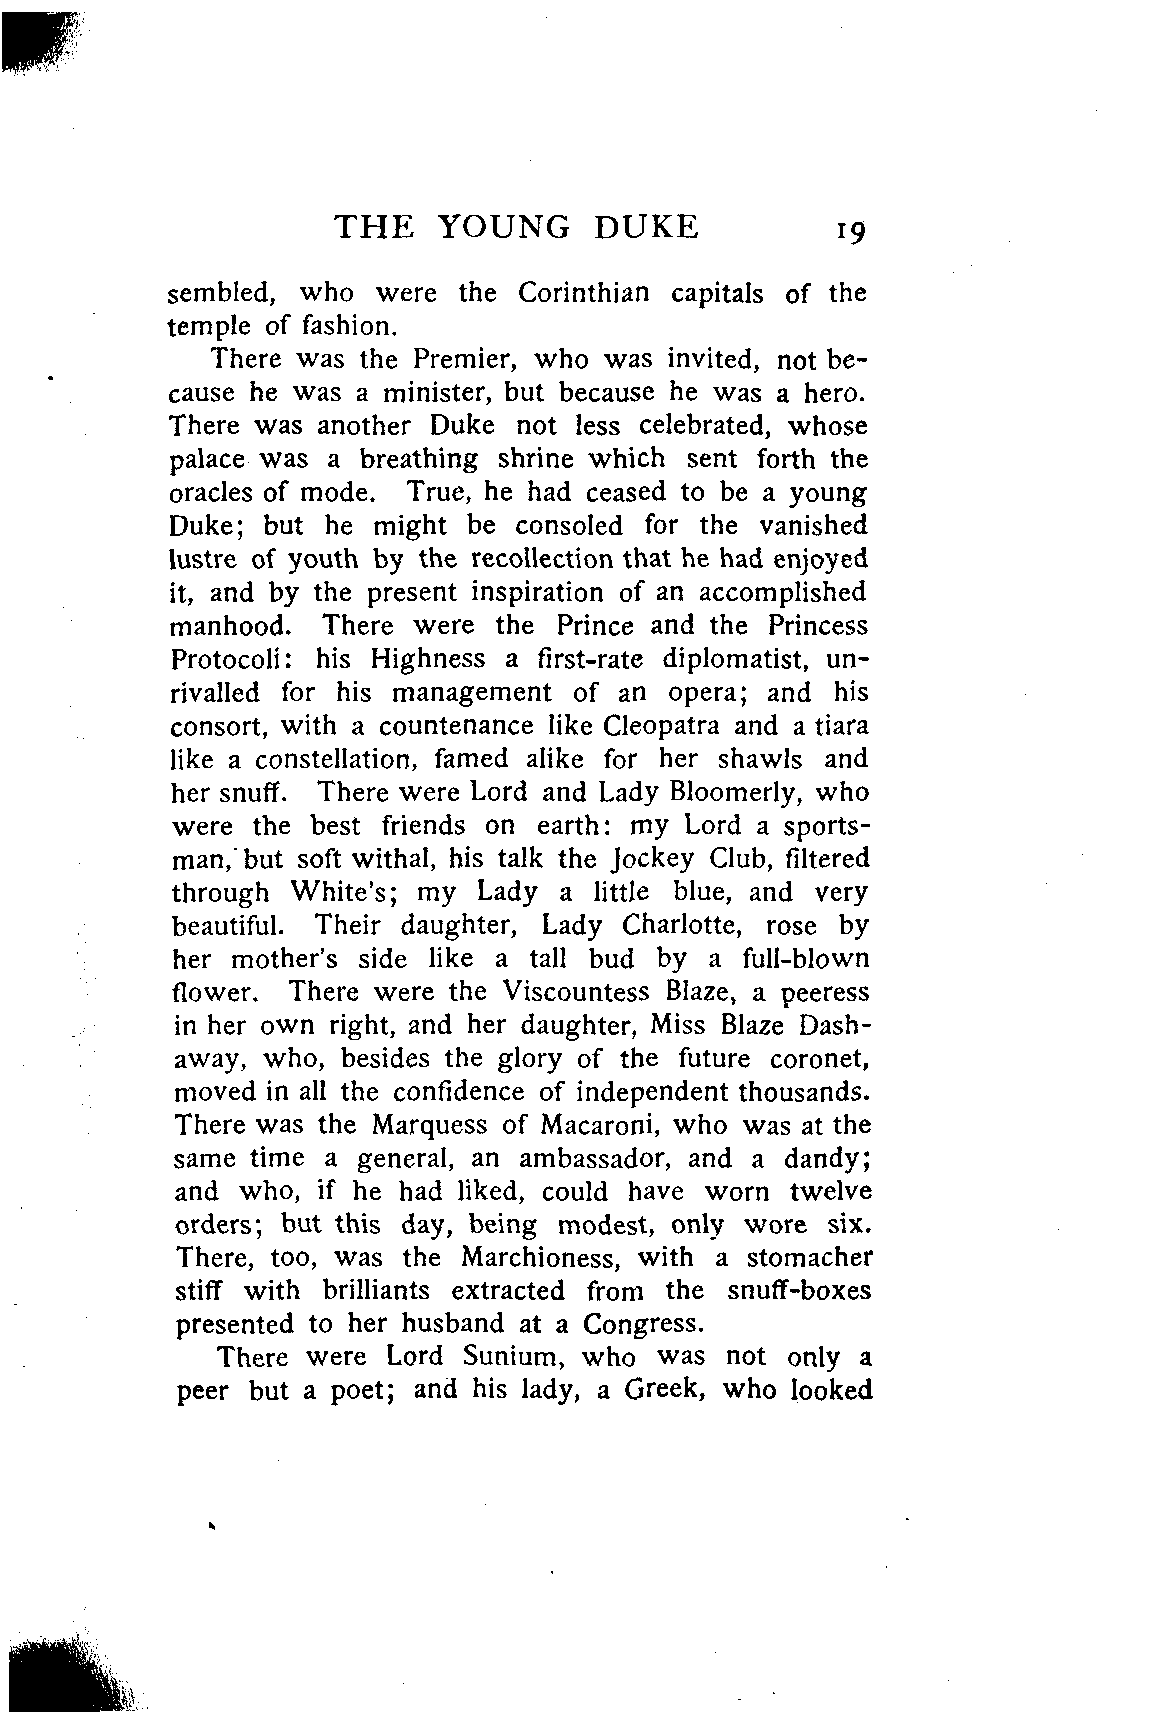 THE YOUNG DUKE 19
sembled, who were the Corinthian capitals of the
temple of fashion.
There was the Premier, who was invited, not be-
cause he was a minister, but because he was a hero.
There was another Duke not less celebrated, whose
palace was a breathing shrine which sent forth the
oracles of mode. True, he had ceased to be a young
Duke; but he might be consoled for the vanished
lustre of youth by the recollection that he had enjoyed
it, and by the present inspiration of an accomplished
manhood. There were the Prince and the Princess
Protocoli: his Highness a first-rate diplomatist, un-
rivalled for his management of an opera; and his
consort, with a countenance like Cleopatra and a tiara
like a constellation, famed alike for her shawls and
her snuff. There were Lord and Lady Bloomerly, who
were the best friends on earth: my Lord a sports-
man, but soft withal, his talk the Jockey Club, filtered
through White's; my Lady a little blue, and very
beautiful. Their daughter, Lady Charlotte, rose by
her mother's side like a tall bud by a full-blown
flower. There were the Viscountess Blaze, a peeress
in her own right, and her daughter, Miss Blaze Dash-
away, who, besides the glory of the future coronet,
moved in all the confidence of independent thousands.
There was the Marquess of Macaroni, who was at the
same time a general, an ambassador, and a dandy;
and who, if he had liked, could have worn twelve
orders; but this day, being modest, only wore six.
There, too, was the Marchioness, with a stomacher
stiff with brilliants extracted from the snuff-boxes
presented to her husband at a Congress.
There were Lord Sunium, who was not only a
peer but a poet; and his lady, a Greek, who looked